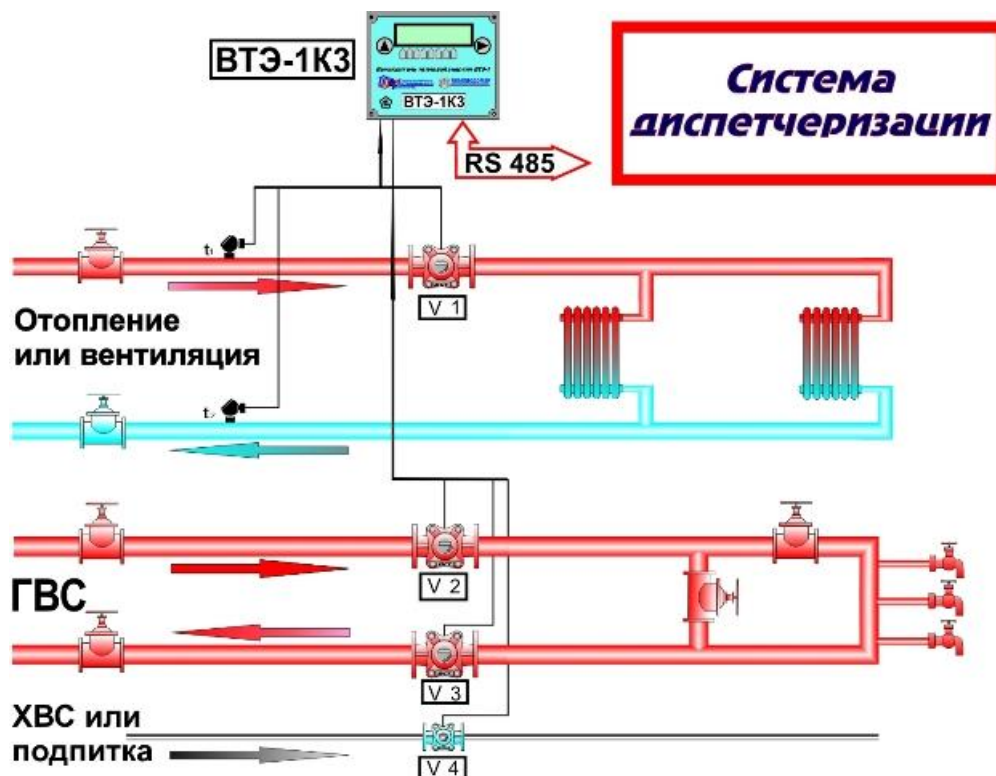 ВТЭ-1К3
ВТЭ-1К3
Система
диспетчеризации
RS 485
t₁
V 1
Отопление
или вентиляция
t₂
V 2
ГВС
V 3
ХВС или
подпитка
V 4